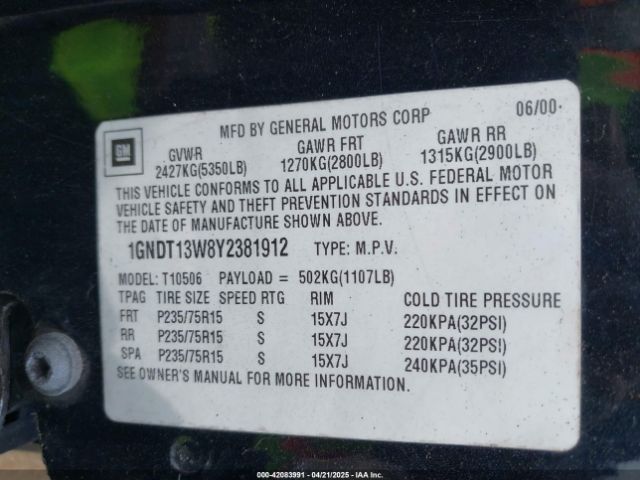 MFD BY GENERAL MOTORS CORP 06/00
GM GVWR GAWR FRT GAWR RR
2427KG(5350LB) 1270KG(2800LB) 1315KG(2900LB)
THIS VEHICLE CONFORMS TO ALL APPLICABLE U.S. FEDERAL MOTOR
VEHICLE SAFETY AND THEFT PREVENTION STANDARDS IN EFFECT ON
THE DATE OF MANUFACTURE SHOWN ABOVE.
1GNDT13W8Y2381912 TYPE: M.P.V.
MODEL: T10506 PAYLOAD = 502KG(1107LB)
TPAG TIRE SIZE SPEED RTG RIM COLD TIRE PRESSURE
FRT P235/75R15 S 15X7J 220KPA(32PSI)
RR P235/75R15 S 15X7J 220KPA(32PSI)
SPA P235/75R15 S 15X7J 240KPA(35PSI)
SEE OWNER'S MANUAL FOR MORE INFORMATION.
000-42083991 - 04/21/2025 - IAA Inc.